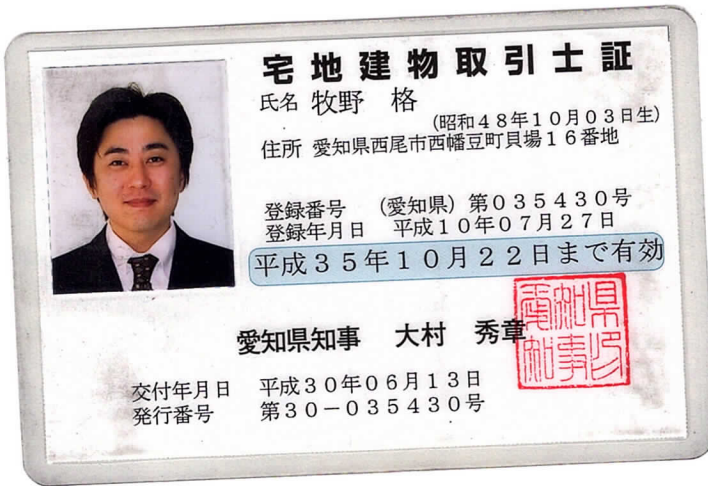 宅地建物取引士証
氏名 牧野 格
(昭和48年10月03日生)
住所 愛知県西尾市西幡豆町貝場16番地
登録番号 (愛知県) 第035430号
登録年月日 平成10年07月27日
平成35年10月22日まで有効
愛知県知事 大村 秀章
愛知県知事印
交付年月日 平成30年06月13日
発行番号 第30-035430号